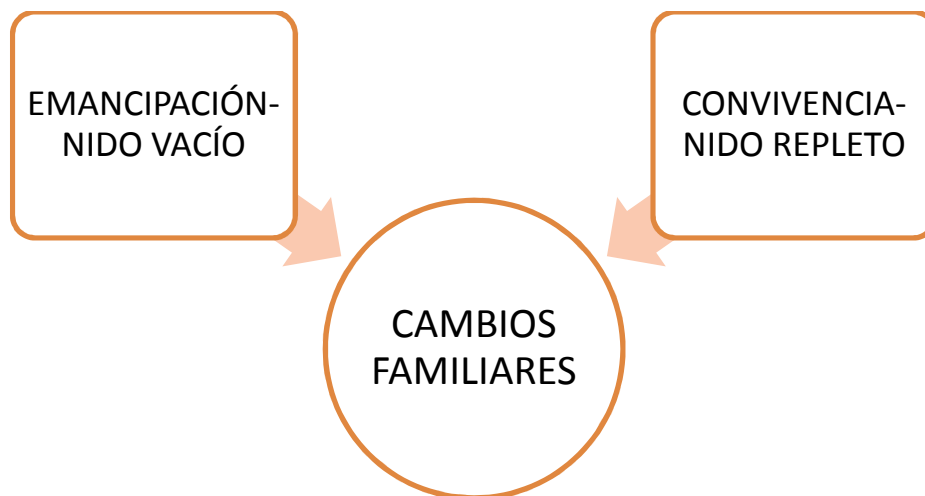 EMANCIPACIÓN-
NIDO VACÍO
CONVIVENCIA-
NIDO REPLETO
CAMBIOS
FAMILIARES